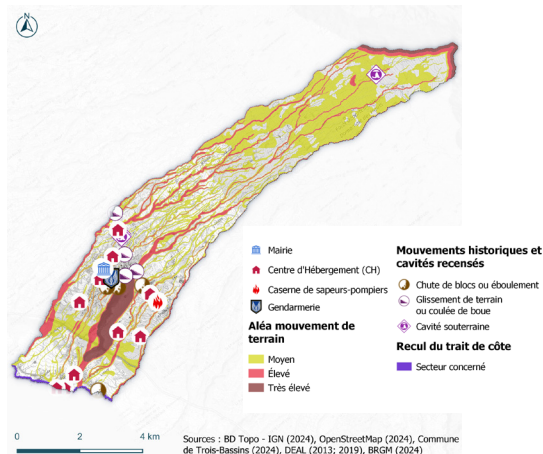 N
Mairie
Centre d'Hébergement (CH)
Caserne de sapeurs-pompiers
Gendarmerie
Aléa mouvement de
terrain
Moyen
Élevé
Très élevé
Mouvements historiques et
cavités recensés
Chute de blocs ou éboulement
Glissement de terrain
ou coulée de boue
Cavité souterraine
Recul du trait de côte
Secteur concerné
0 2 4 km
Sources : BD Topo - IGN (2024), OpenStreetMap (2024), Commune
de Trois-Bassins (2024), DEAL (2013; 2019), BRGM (2024)